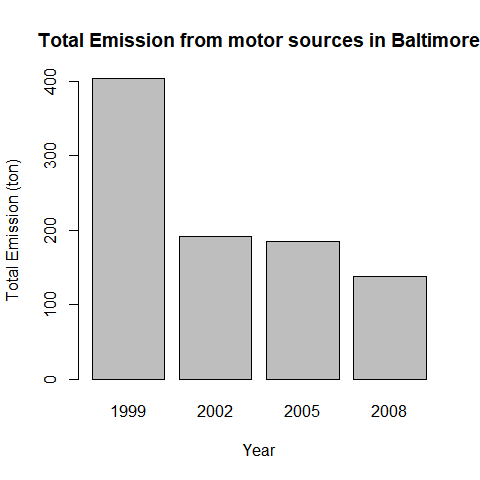 Total Emission from motor sources in Baltimore
Total Emission (ton)
400
300
200
100
0
1999 2002 2005 2008
Year